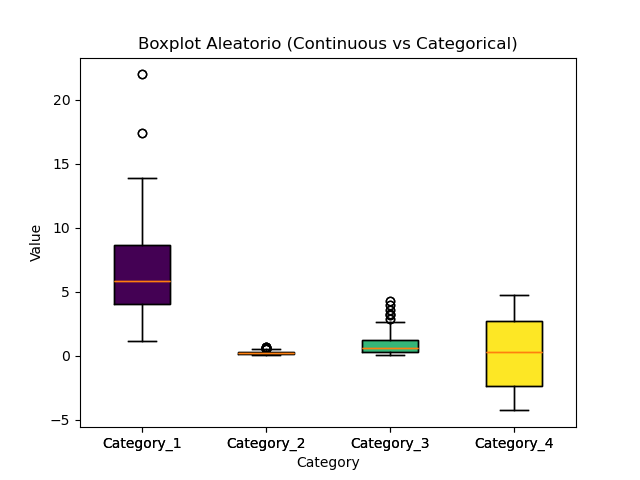 Boxplot Aleatorio (Continuous vs Categorical)
20
15
10
5
0
−5
Value
Category_1 Category_2 Category_3 Category_4
Category